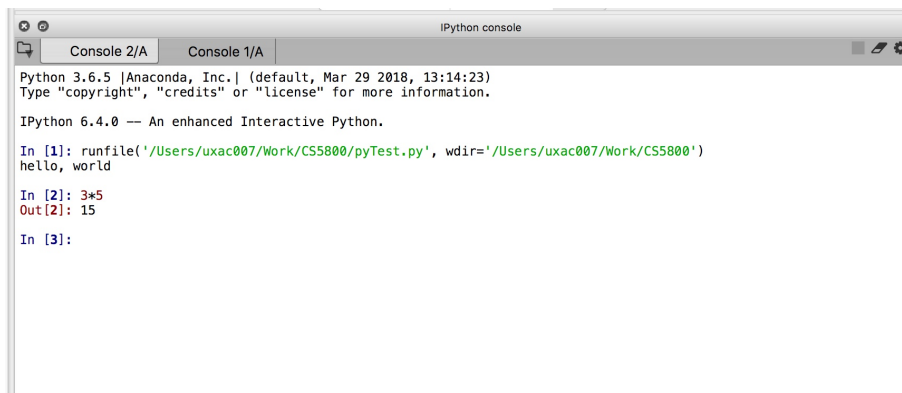 IPython console
Console 2/A Console 1/A
Python 3.6.5 |Anaconda, Inc.| (default, Mar 29 2018, 13:14:23)
Type "copyright", "credits" or "license" for more information.
IPython 6.4.0 -- An enhanced Interactive Python.
In [1]: runfile('/Users/uxac007/Work/CS5800/pyTest.py', wdir='/Users/uxac007/Work/CS5800')
hello, world
In [2]: 3*5
Out[2]: 15
In [3]: